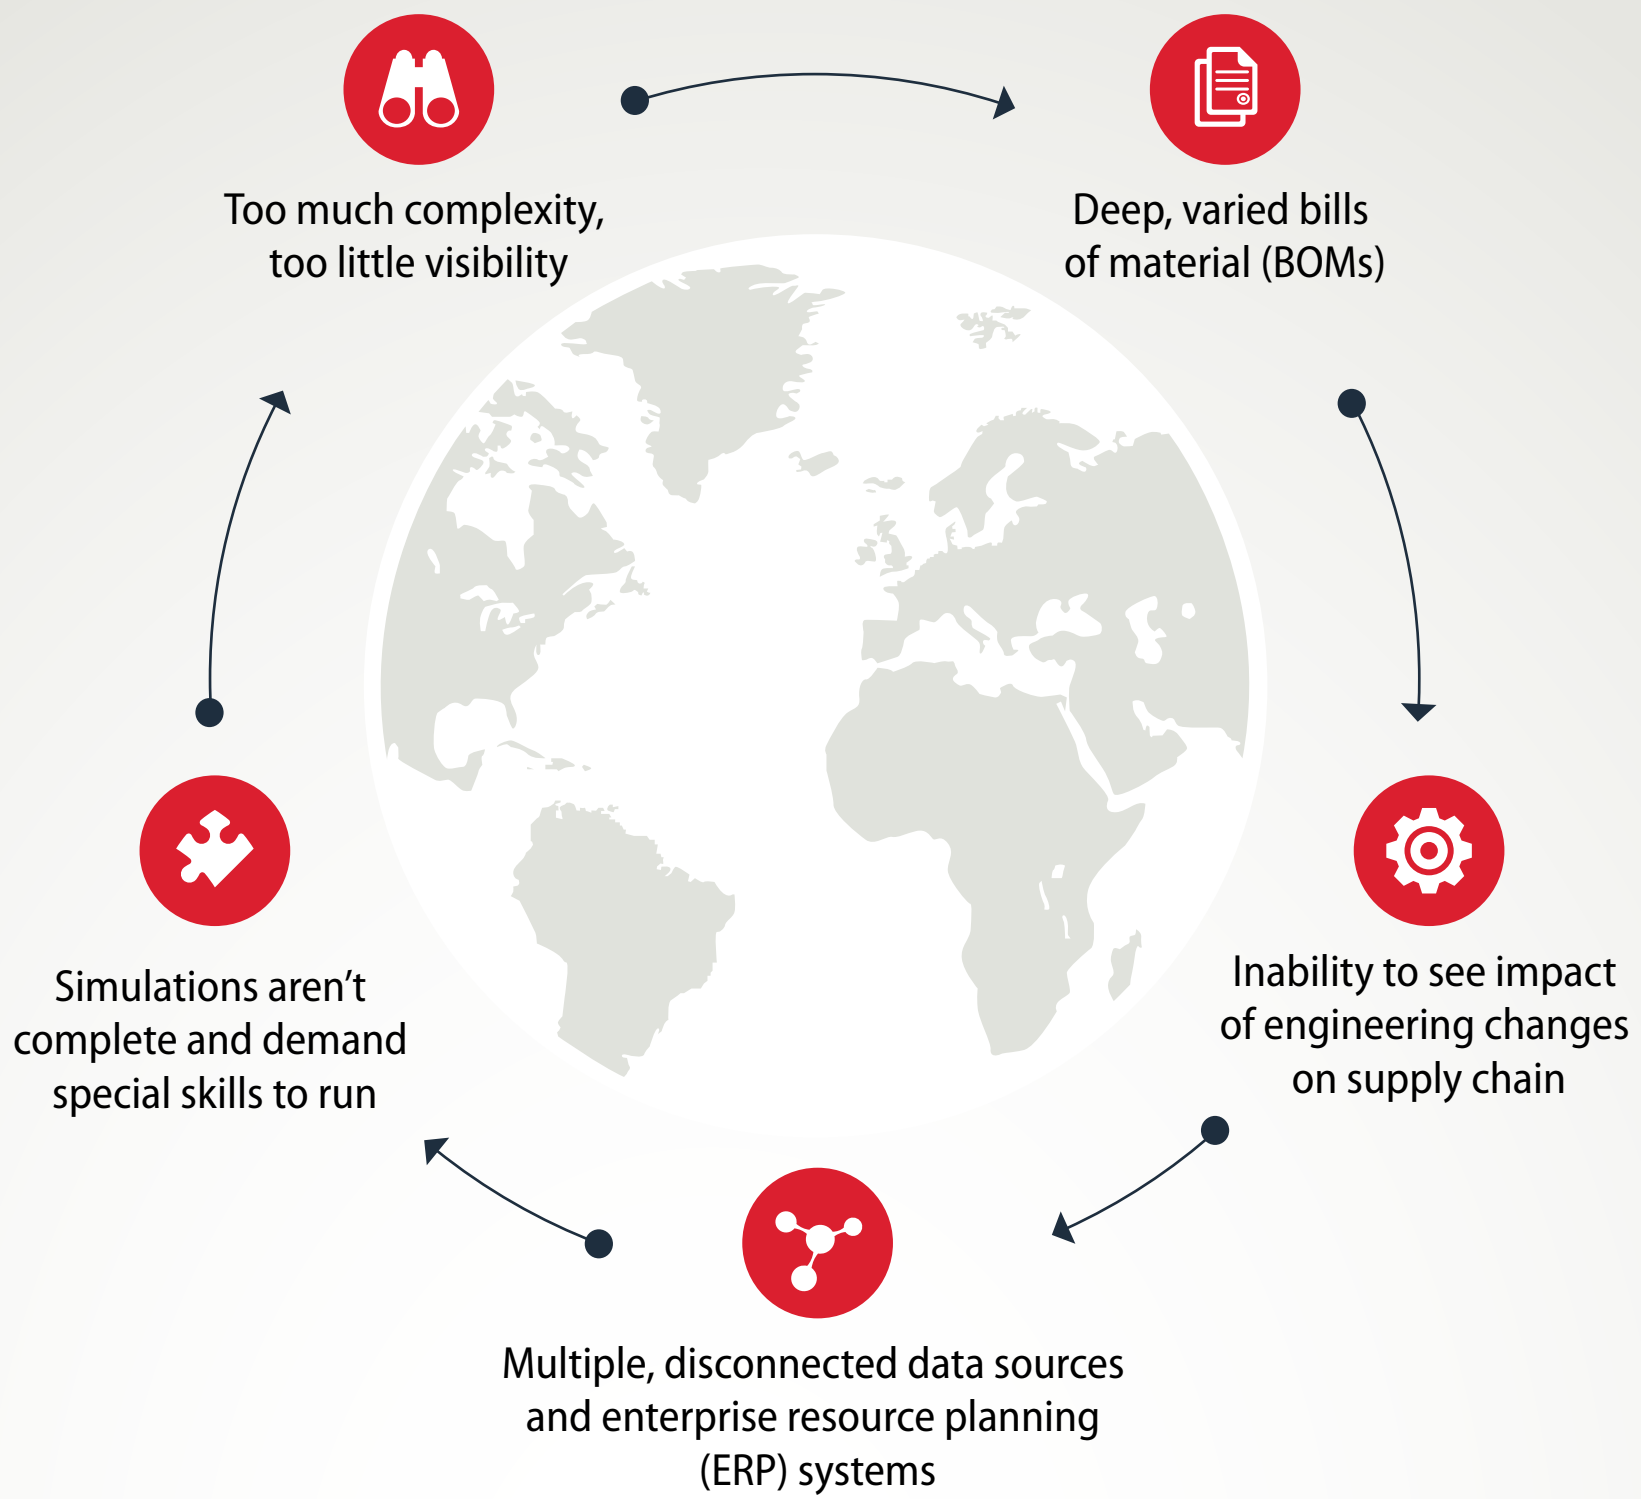 Too much complexity,
too little visibility
Deep, varied bills
of material (BOMs)
Inability to see impact
of engineering changes
on supply chain
Multiple, disconnected data sources
and enterprise resource planning
(ERP) systems
Simulations aren’t
complete and demand
special skills to run